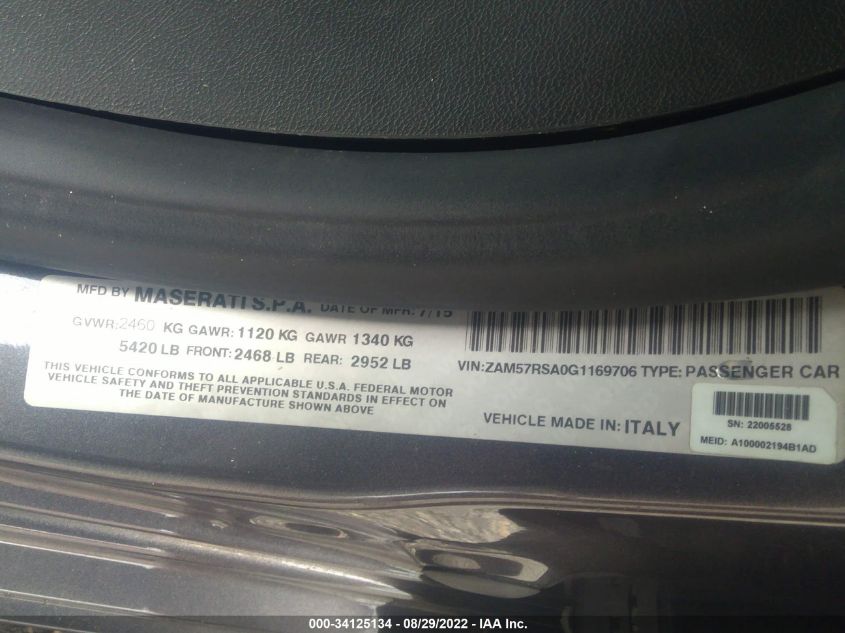 MFD BY MASERATI S.P.A. DATE OF MFR: 7/15
GVWR: 2460 KG GAWR: 1120 KG GAWR 1340 KG
5420 LB FRONT: 2468 LB REAR: 2952 LB
THIS VEHICLE CONFORMS TO ALL APPLICABLE U.S.A. FEDERAL MOTOR
VEHICLE SAFETY AND THEFT PREVENTION STANDARDS IN EFFECT ON
THE DATE OF MANUFACTURE SHOWN ABOVE
VIN: ZAM57RSA0G1169706 TYPE: PASSENGER CAR
VEHICLE MADE IN: ITALY
SN: 22005528
MEID: A100002194B1AD
000-34125134 - 08/29/2022 - IAA Inc.